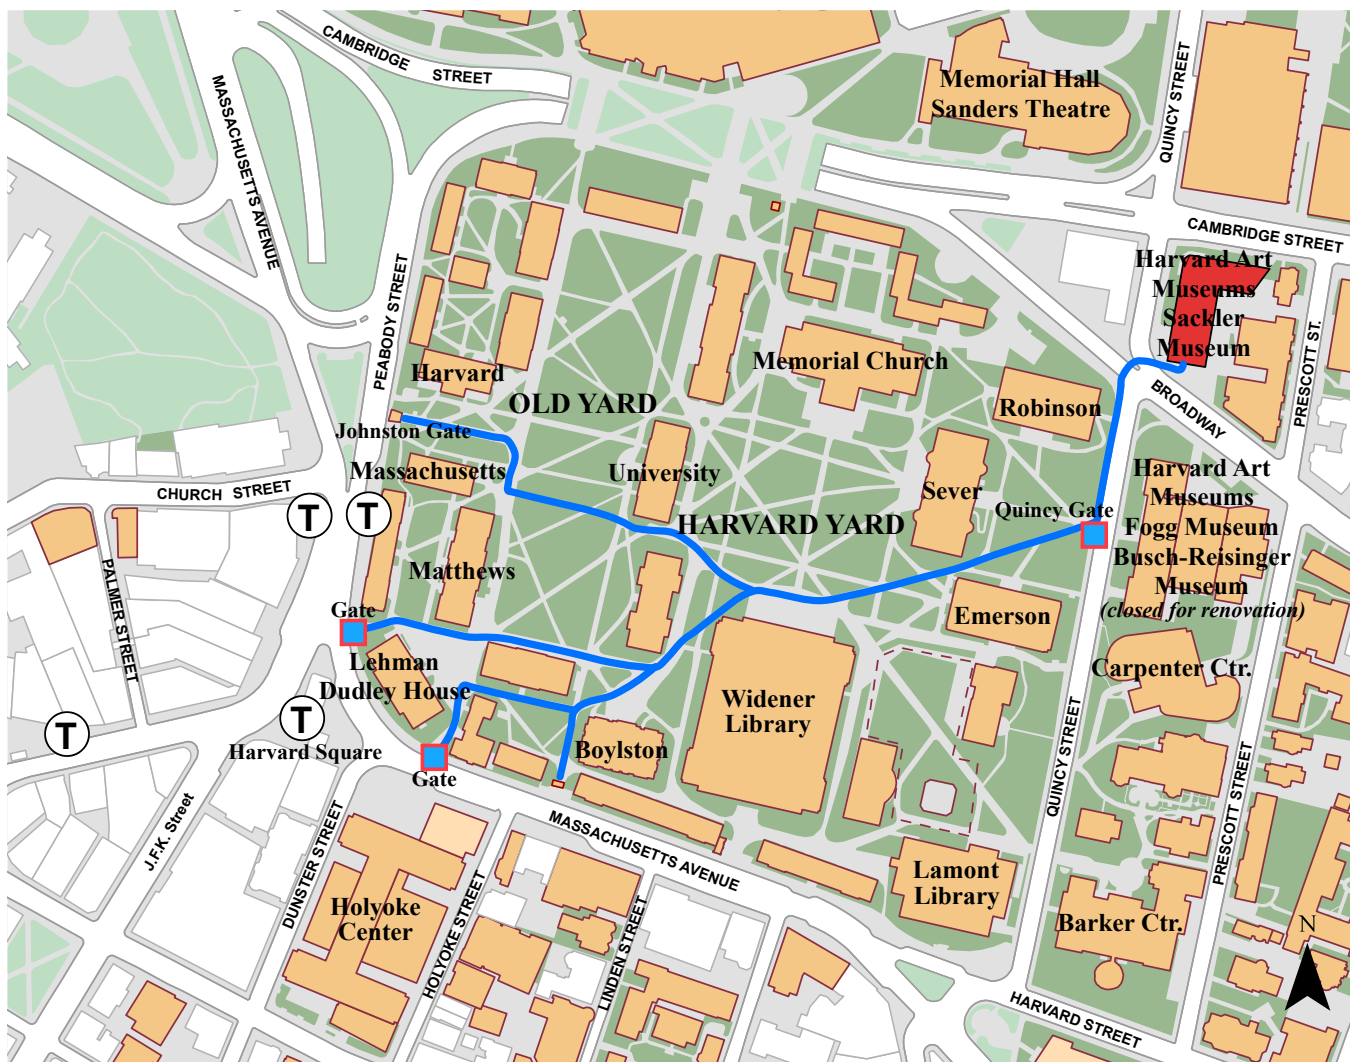 CAMBRIDGE STREET
MASSACHUSETTS AVENUE
Memorial Hall
Sanders Theatre
QUINCY STREET
CAMBRIDGE STREET
PEABODY STREET
Harvard Art
Museums
Sackler
Museum
PRESCOTT ST.
Harvard
Memorial Church
OLD YARD
BROADWAY
Robinson
Johnston Gate
Massachusetts
University
Sever
Harvard Art
Museums
Fogg Museum
Busch-Reisinger
Museum
(closed for renovation)
CHURCH STREET
T
T
Quincy Gate
HARVARD YARD
PALMER STREET
Matthews
Gate
Emerson
Lehman
Dudley House
Carpenter Ctr.
Widener
Library
T
T
Harvard Square
Boylston
Gate
QUINCY STREET
PRESCOTT STREET
J.F.K. Street
DUNSTER STREET
MASSACHUSETTS AVENUE
Lamont
Library
Holyoke
Center
HOLYOKE STREET
LINDEN STREET
Barker Ctr.
N
HARVARD STREET